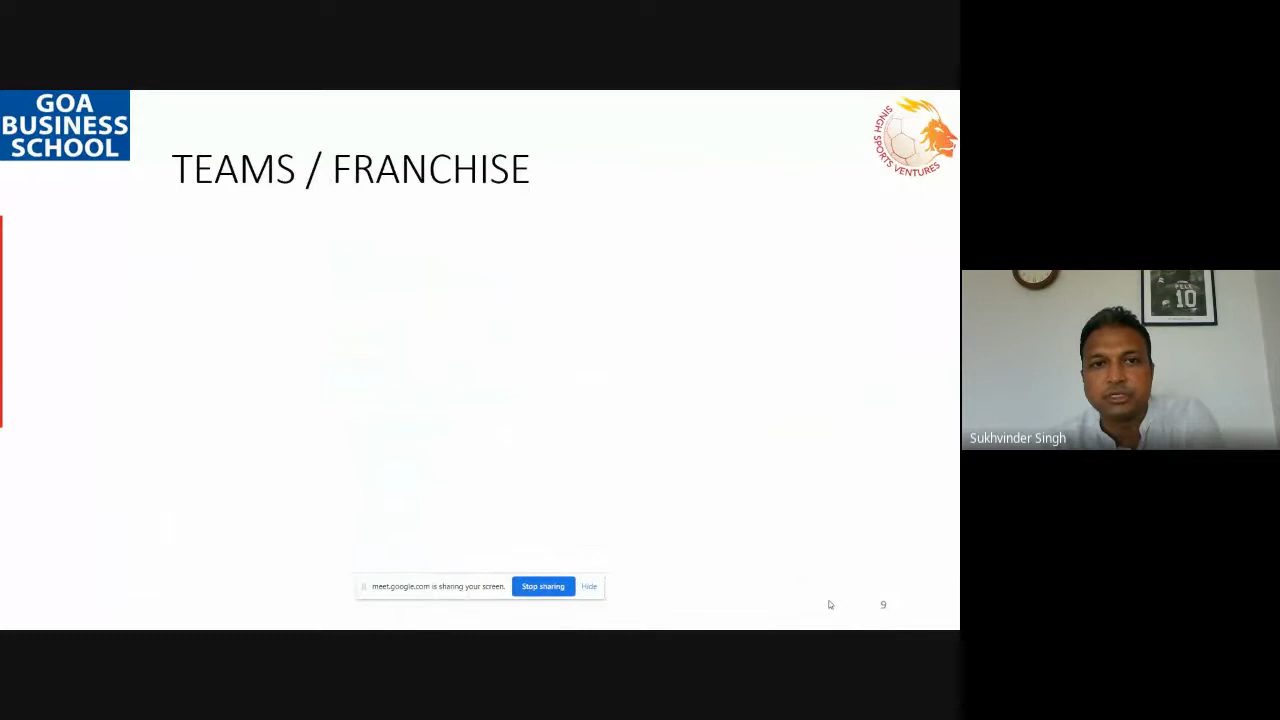 GOA
BUSINESS
SCHOOL
TEAMS / FRANCHISE
SINGH SPORTS VENTURES
PELE
10
Sukhvinder Singh
meet.google.com is sharing your screen.
Stop sharing
Hide
9